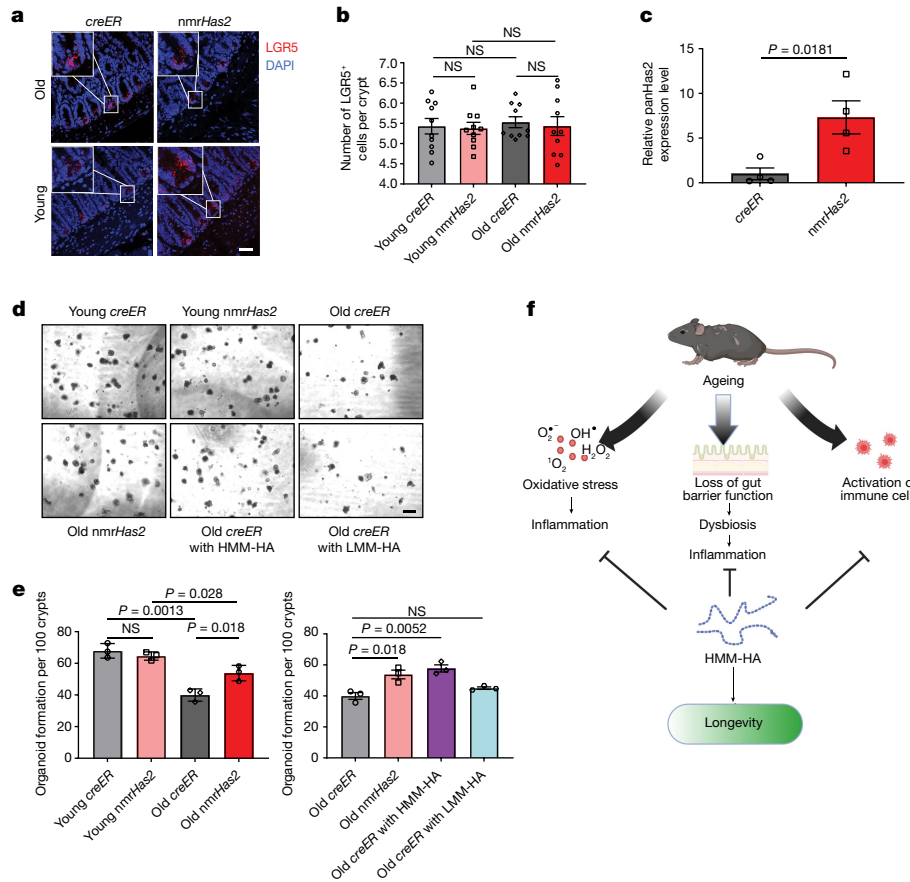 a
creER
nmrHas2
LGR5
DAPI
Old
Young
b
Number of LGR5+
cells per crypt
7.0
6.5
6.0
5.5
5.0
4.5
4.0
NS
NS
NS
NS
Young creER
Young nmrHas2
Old creER
Old nmrHas2
c
Relative panHas2
expression level
15
10
5
0
P = 0.0181
creER
nmrHas2
d
Young creER
Young nmrHas2
Old creER
Old nmrHas2
Old creER
with HMM-HA
Old creER
with LMM-HA
e
Organoid formation per 100 crypts
80
60
40
20
0
P = 0.028
P = 0.0013
NS
P = 0.018
Young creER
Young nmrHas2
Old creER
Old nmrHas2
Organoid formation per 100 crypts
80
60
40
20
0
NS
P = 0.0052
P = 0.018
Old creER
Old nmrHas2
Old creER with HMM-HA
Old creER with LMM-HA
f
Ageing
O2•−
OH•
H2O2
1O2
Oxidative stress
Inflammation
Loss of gut
barrier function
Dysbiosis
Inflammation
Activation o
immune cel
HMM-HA
Longevity